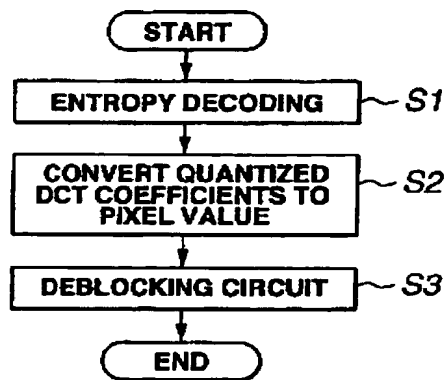 START
ENTROPY DECODING
S1
CONVERT QUANTIZED
DCT COEFFICIENTS TO
PIXEL VALUE
S2
DEBLOCKING CIRCUIT
S3
END